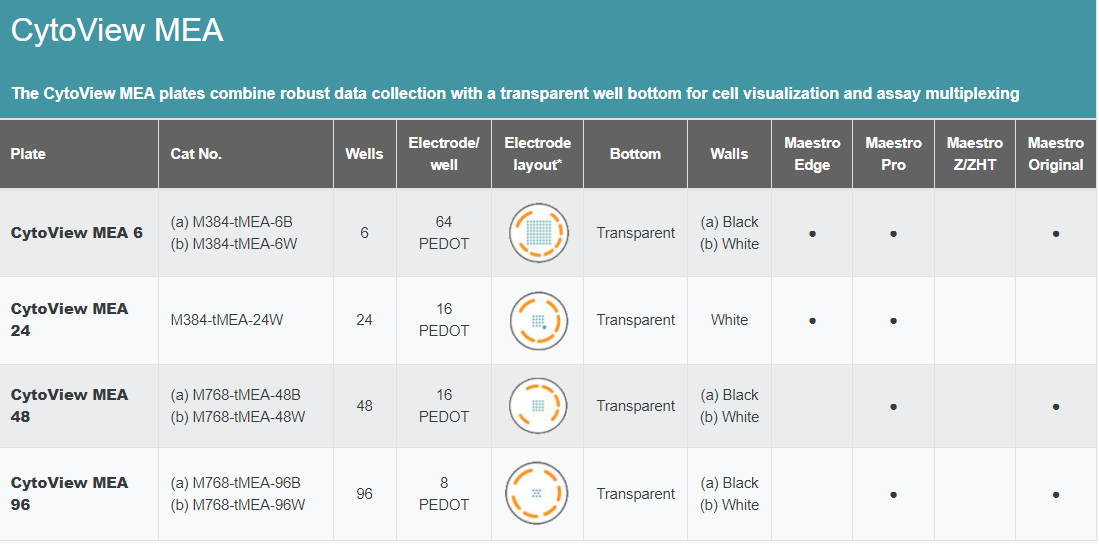 CytoView MEA
The CytoView MEA plates combine robust data collection with a transparent well bottom for cell visualization and assay multiplexing
Plate Cat No. Wells Electrode/ well Electrode layout* Bottom Walls Maestro Edge Maestro Pro Maestro Z/ZHT Maestro Original
CytoView MEA 6 (a) M384-tMEA-6B (b) M384-tMEA-6W 6 64 PEDOT Transparent (a) Black (b) White • • •
CytoView MEA 24 M384-tMEA-24W 24 16 PEDOT Transparent White • •
CytoView MEA 48 (a) M768-tMEA-48B (b) M768-tMEA-48W 48 16 PEDOT Transparent (a) Black (b) White • •
CytoView MEA 96 (a) M768-tMEA-96B (b) M768-tMEA-96W 96 8 PEDOT Transparent (a) Black (b) White • •